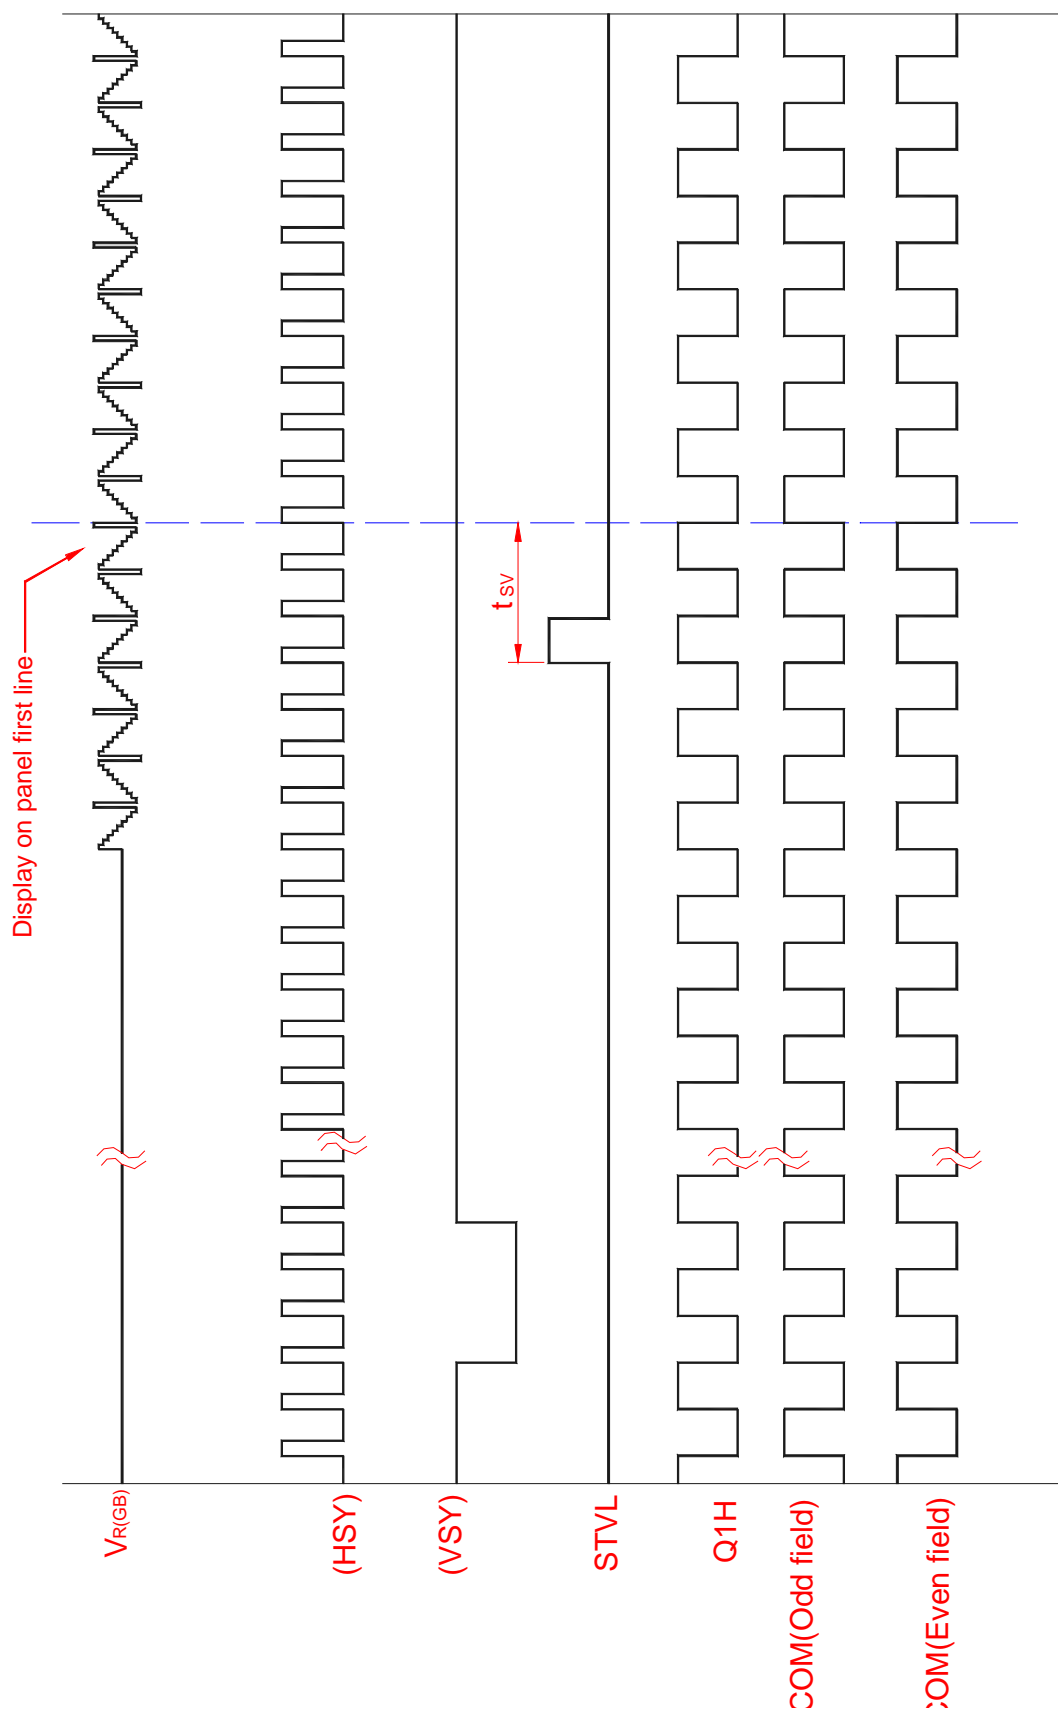 Display on panel first line
tSV
VR(GB)
(HSY)
(VSY)
STVL
Q1H
COM(Odd field)
COM(Even field)